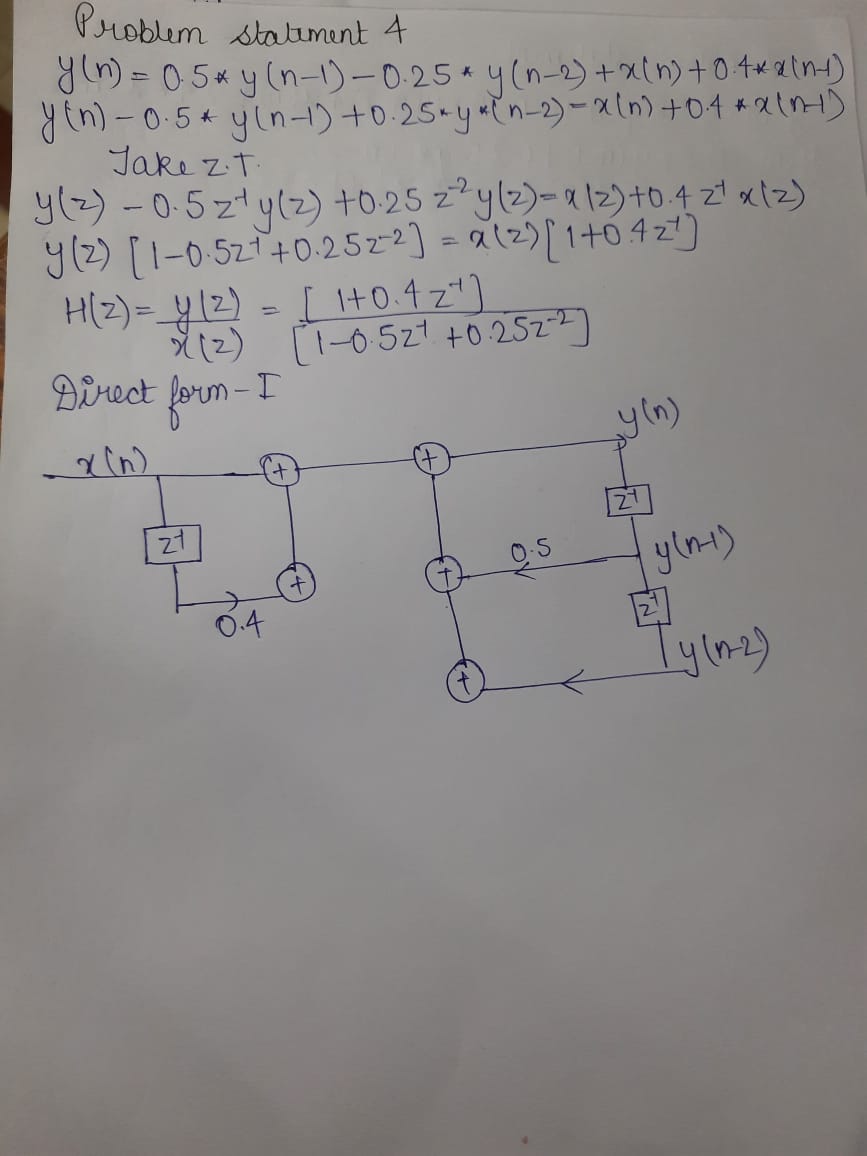 Problem statement 4
y(n) = 0.5* y(n-1) - 0.25 * y(n-2) + x(n) + 0.4* x(n-1)
y(n) - 0.5 * y(n-1) + 0.25* y *(n-2) = x(n) + 0.4 * x(n-1)
Take z.T.
y(z) - 0.5 z⁻¹ y(z) + 0.25 z⁻² y(z) = x(z) + 0.4 z⁻¹ x(z)
y(z) [1-0.5z⁻¹ + 0.25z⁻²] = x(z) [1+0.4z⁻¹]
H(z) = y(z) / x(z) = [1+0.4z⁻¹] / [1-0.5z⁻¹ + 0.25z⁻²]
Direct form - I
y(n)
x(n) + +
z⁻¹
z⁻¹ 0.5 y(n-1)
+ +
0.4 z⁻¹
y(n-2)
+